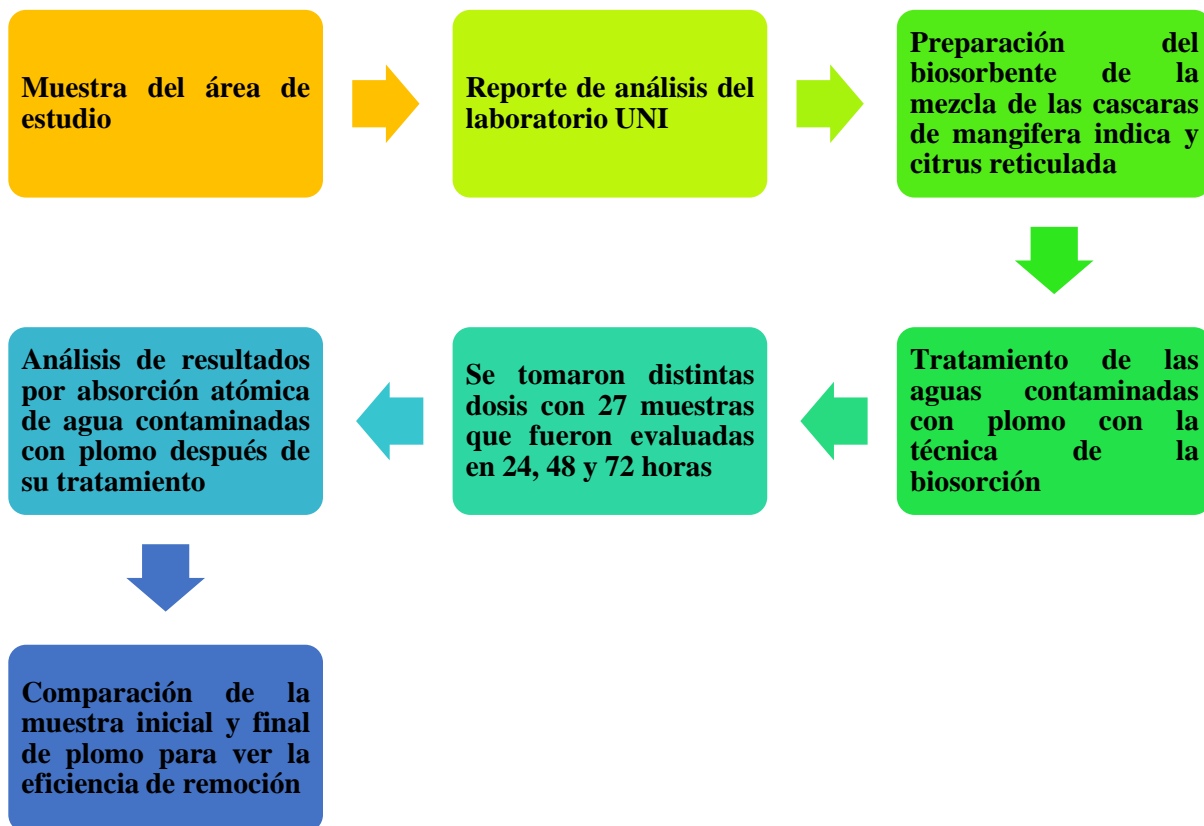 Muestra del área de
estudio
Reporte de análisis del
laboratorio UNI
Preparación del
biosorbente de la
mezcla de las cascaras
de mangifera indica y
citrus reticulada
Tratamiento de las
aguas contaminadas
con plomo con la
técnica de la
biosorción
Se tomaron distintas
dosis con 27 muestras
que fueron evaluadas
en 24, 48 y 72 horas
Análisis de resultados
por absorción atómica
de agua contaminadas
con plomo después de
su tratamiento
Comparación de la
muestra inicial y final
de plomo para ver la
eficiencia de remoción